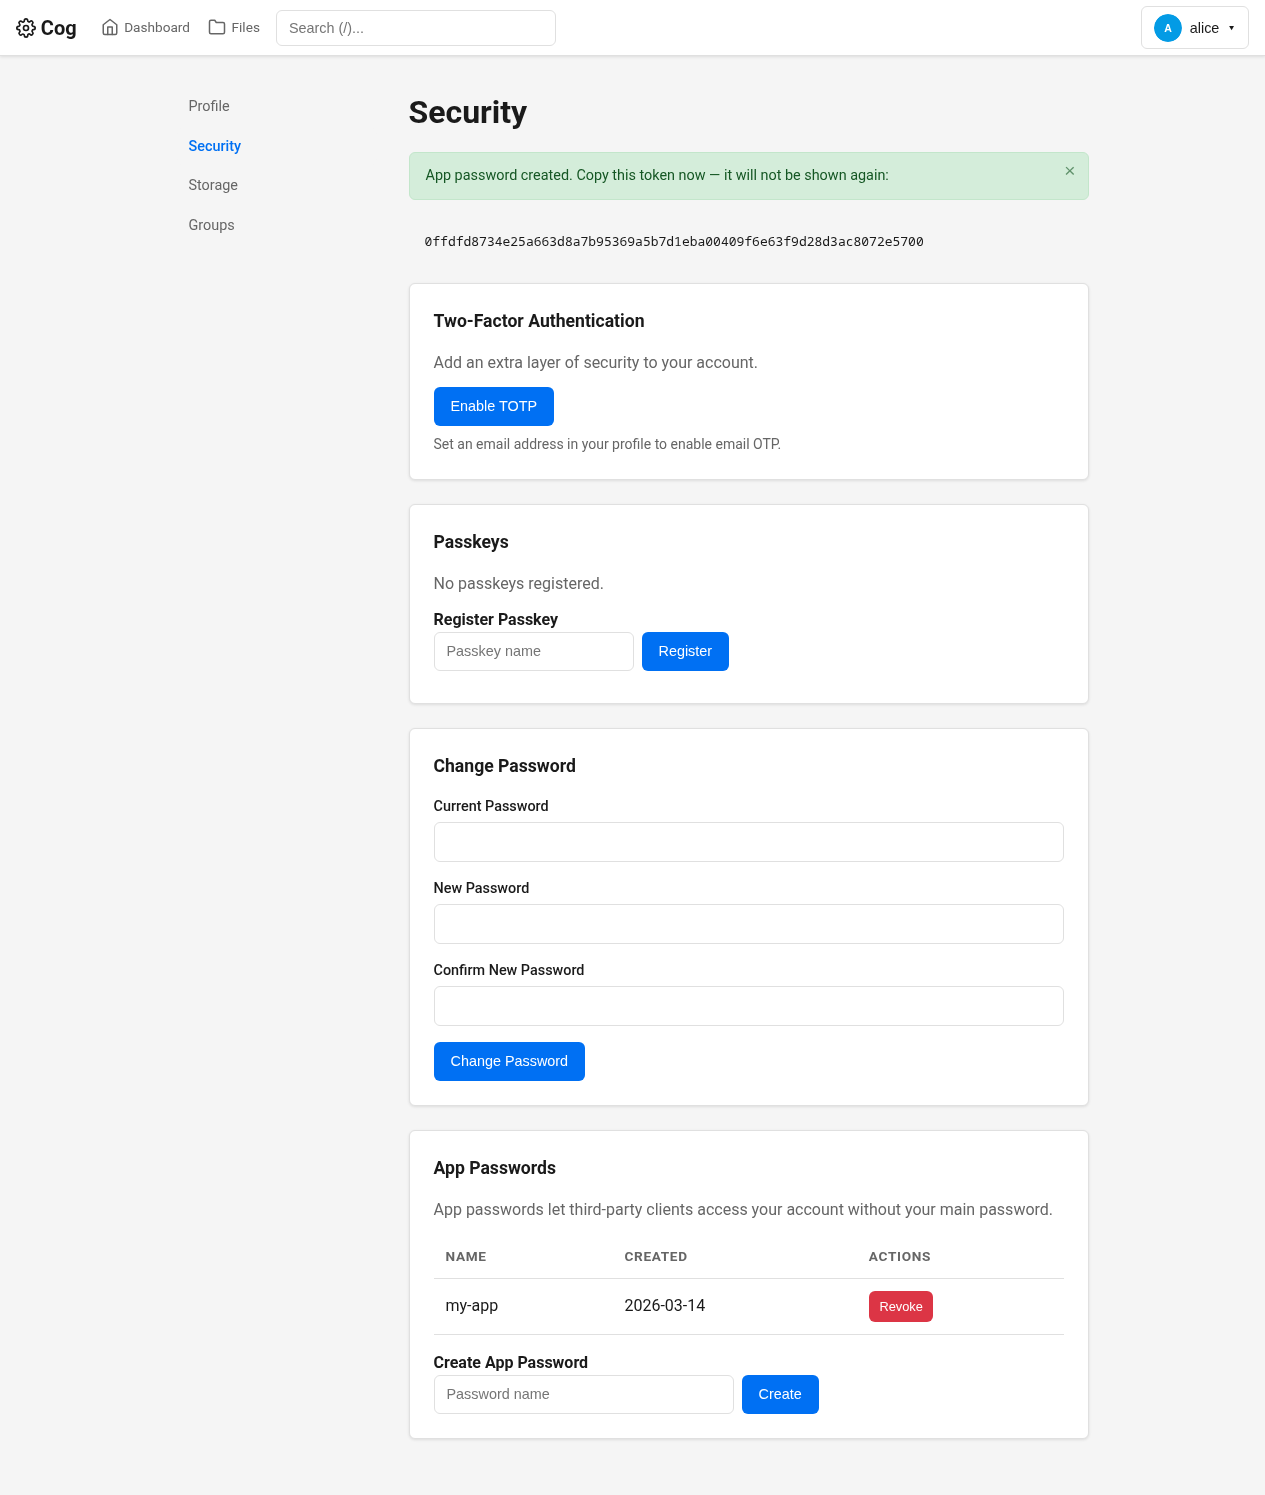 Cog
Dashboard
Files
Search (/)...
A
alice
Profile
Security
Storage
Groups
Security
App password created. Copy this token now — it will not be shown again:
×
0ffdfd8734e25a663d8a7b95369a5b7d1eba00409f6e63f9d28d3ac8072e5700
Two-Factor Authentication
Add an extra layer of security to your account.
Enable TOTP
Set an email address in your profile to enable email OTP.
Passkeys
No passkeys registered.
Register Passkey
Passkey name
Register
Change Password
Current Password
New Password
Confirm New Password
Change Password
App Passwords
App passwords let third-party clients access your account without your main password.
NAME CREATED ACTIONS
my-app 2026-03-14 Revoke
Create App Password
Password name
Create